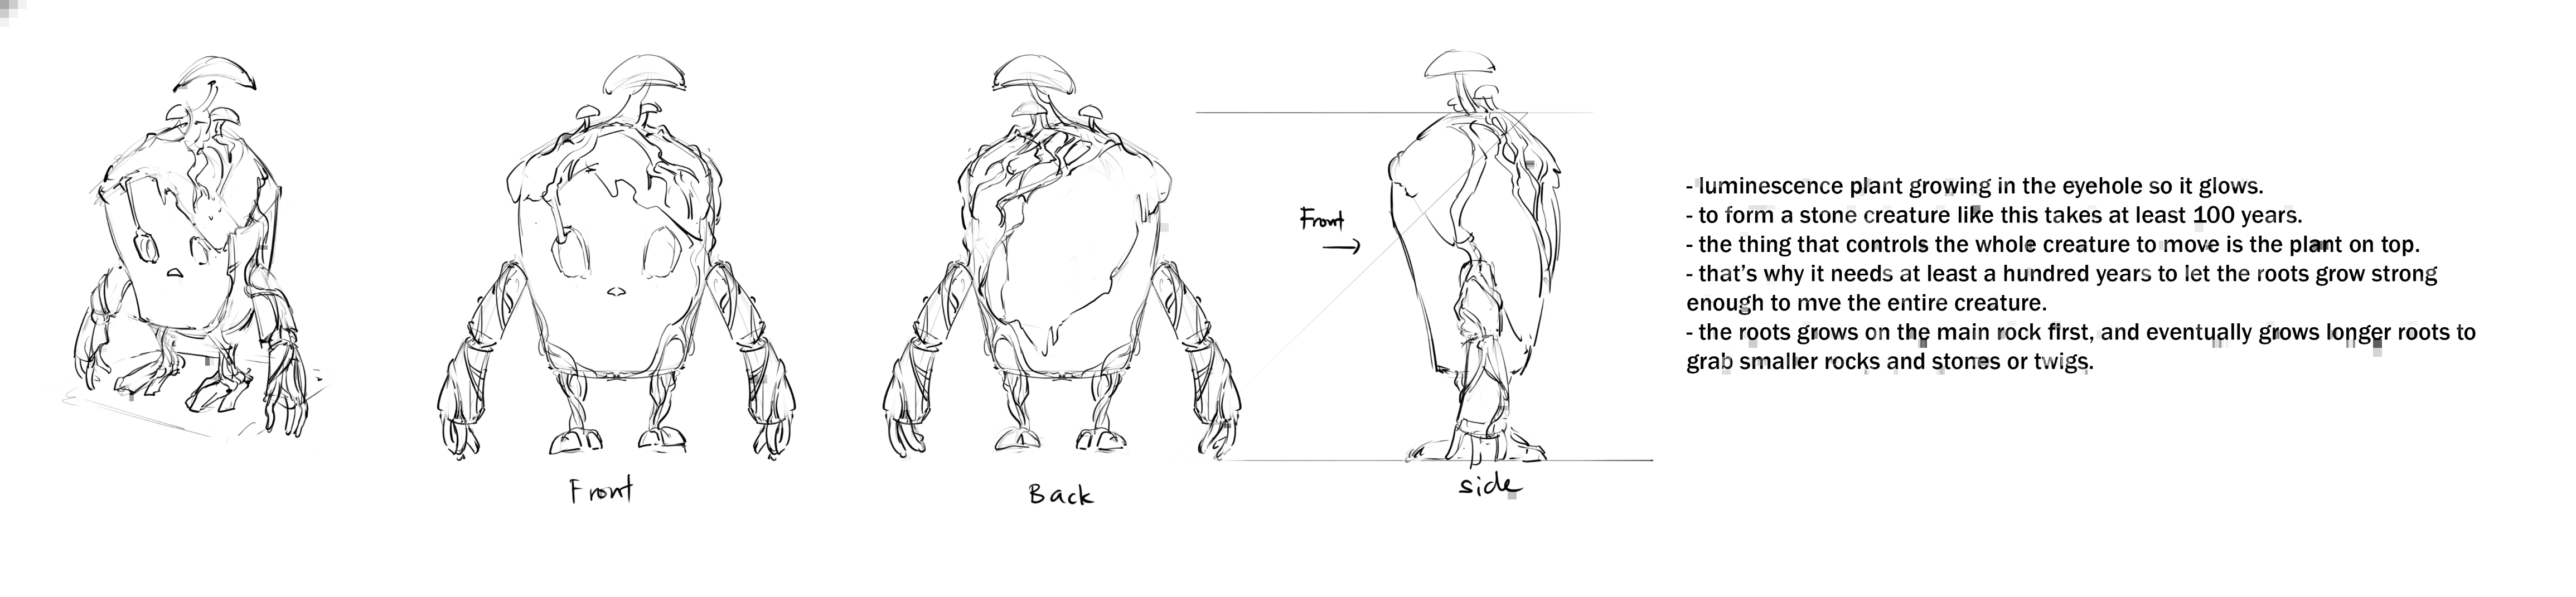 Front
Back
Front
side
- luminescence plant growing in the eyehole so it glows.
- to form a stone creature like this takes at least 100 years.
- the thing that controls the whole creature to move is the plant on top.
- that's why it needs at least a hundred years to let the roots grow strong
enough to mve the entire creature.
- the roots grows on the main rock first, and eventually grows longer roots to
grab smaller rocks and stones or twigs.